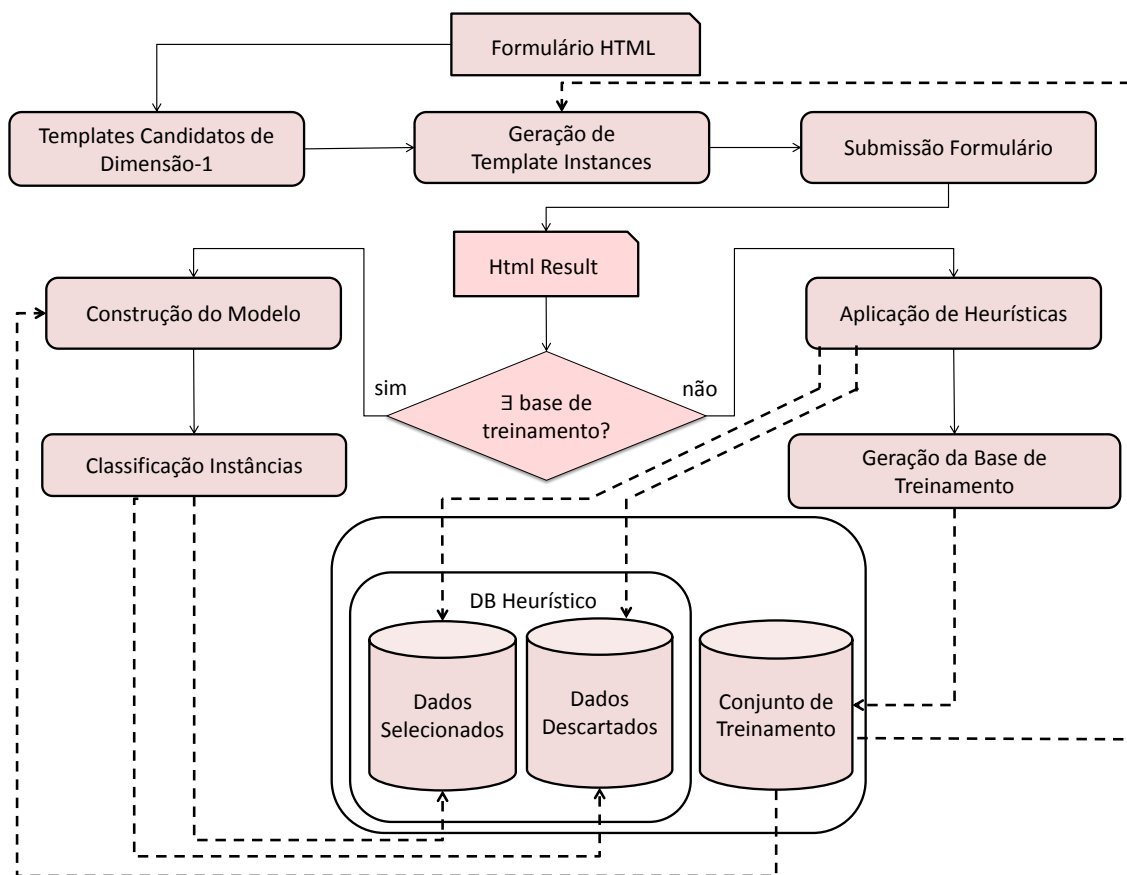 Formulário HTML
Templates Candidatos de
Dimensão-1
Geração de
Template Instances
Submissão Formulário
Html Result
Construção do Modelo
Aplicação de Heurísticas
sim
não
∃ base de
treinamento?
Classificação Instâncias
Geração da Base de
Treinamento
DB Heurístico
Dados
Selecionados
Dados
Descartados
Conjunto de
Treinamento